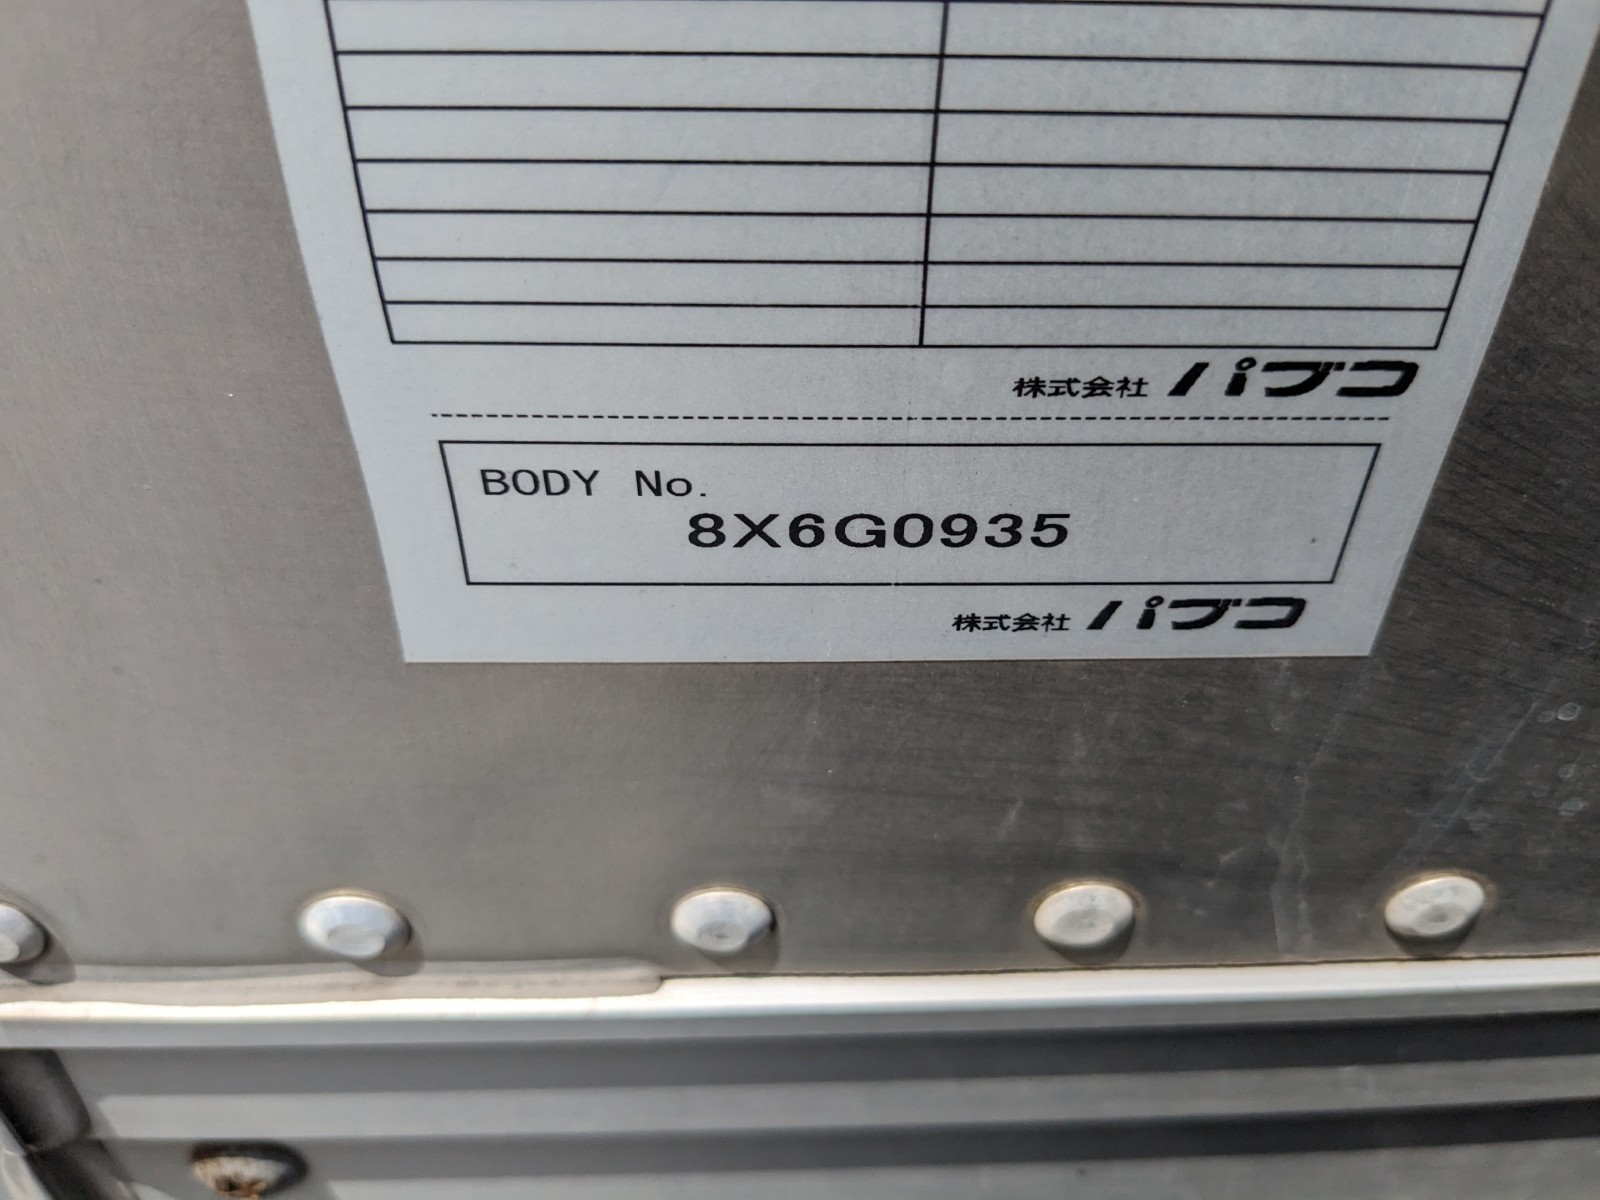 株式会社 パブコ
BODY No.
8X6G0935
株式会社 パブコ